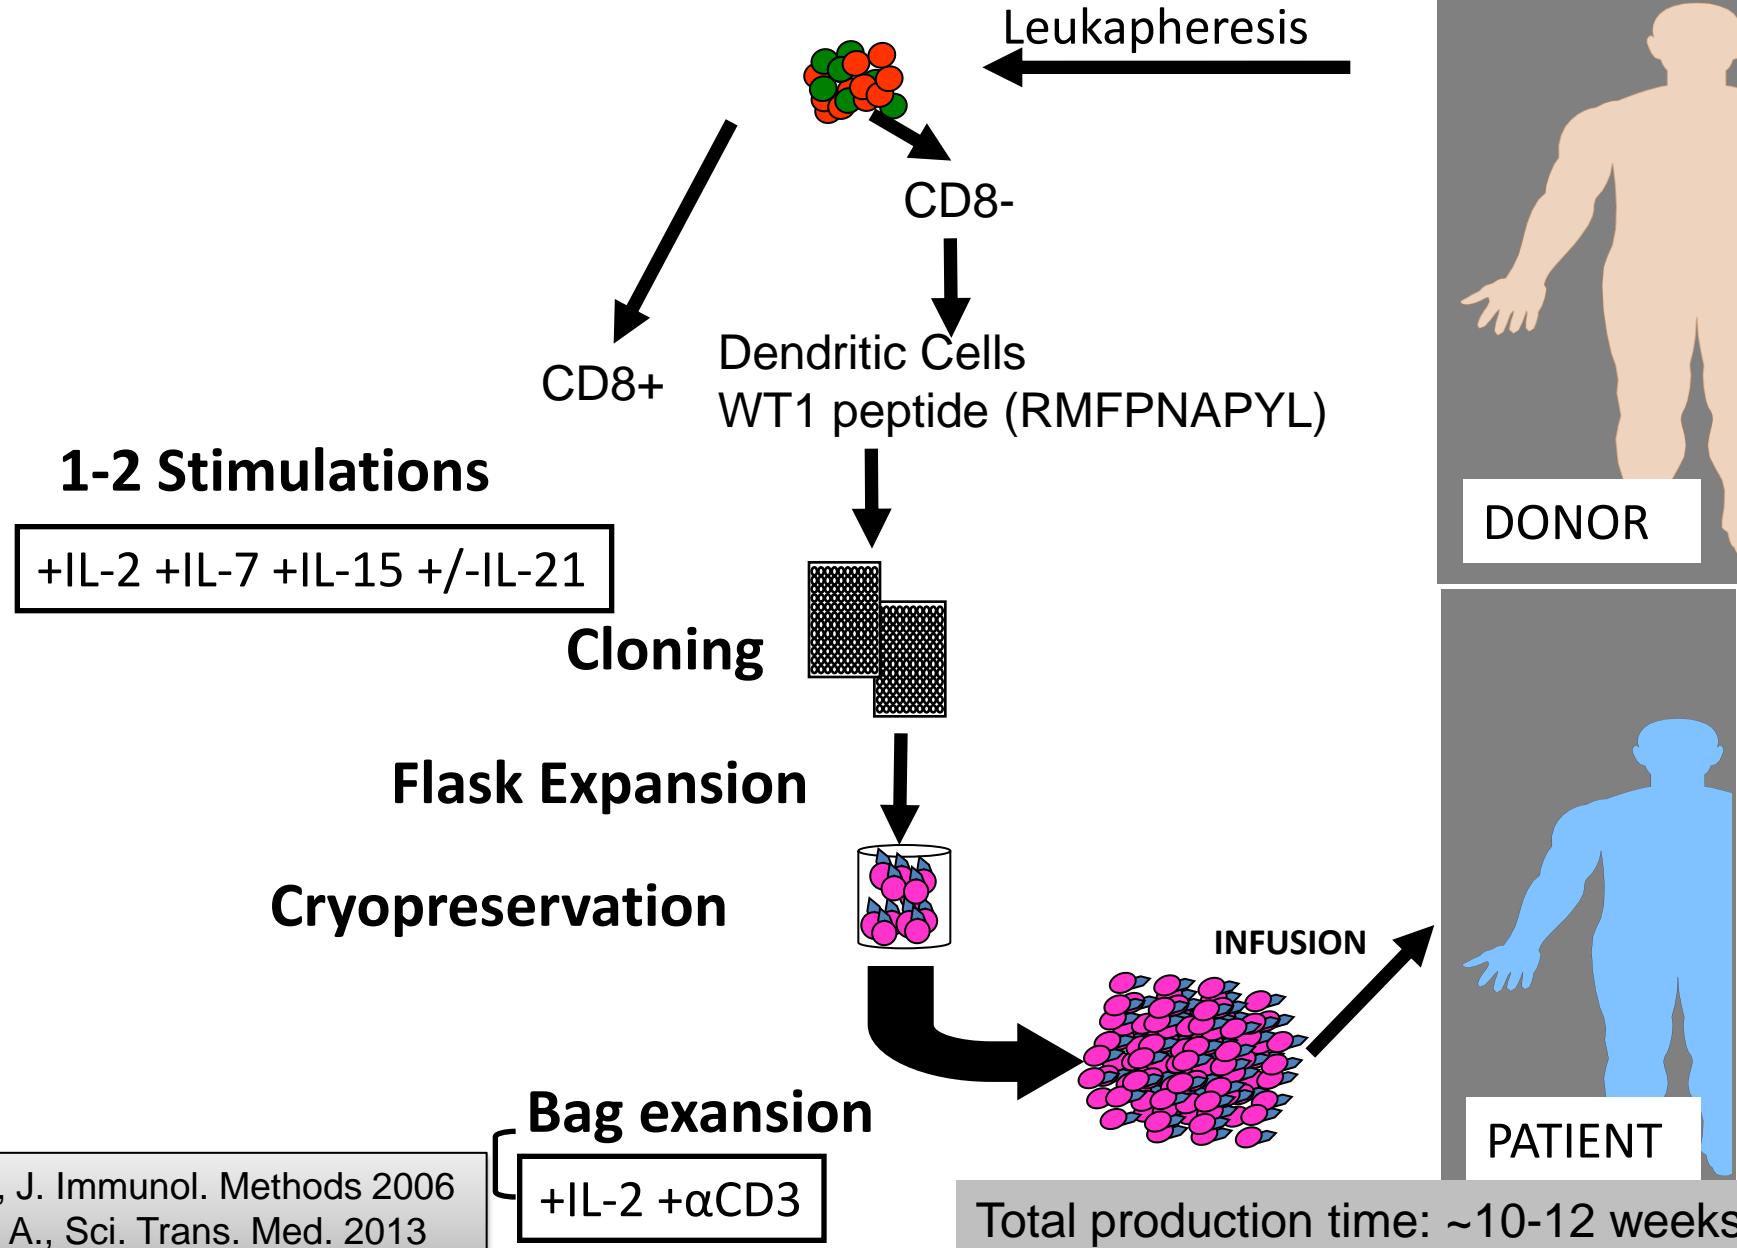 Leukapheresis
CD8-
CD8+
Dendritic Cells
WT1 peptide (RMFPNAPYL)
1-2 Stimulations
+IL-2 +IL-7 +IL-15 +/-IL-21
DONOR
Cloning
Flask Expansion
Cryopreservation
INFUSION
Bag exansion
+IL-2 +αCD3
PATIENT
, J. Immunol. Methods 2006
A., Sci. Trans. Med. 2013
Total production time: ~10-12 weeks